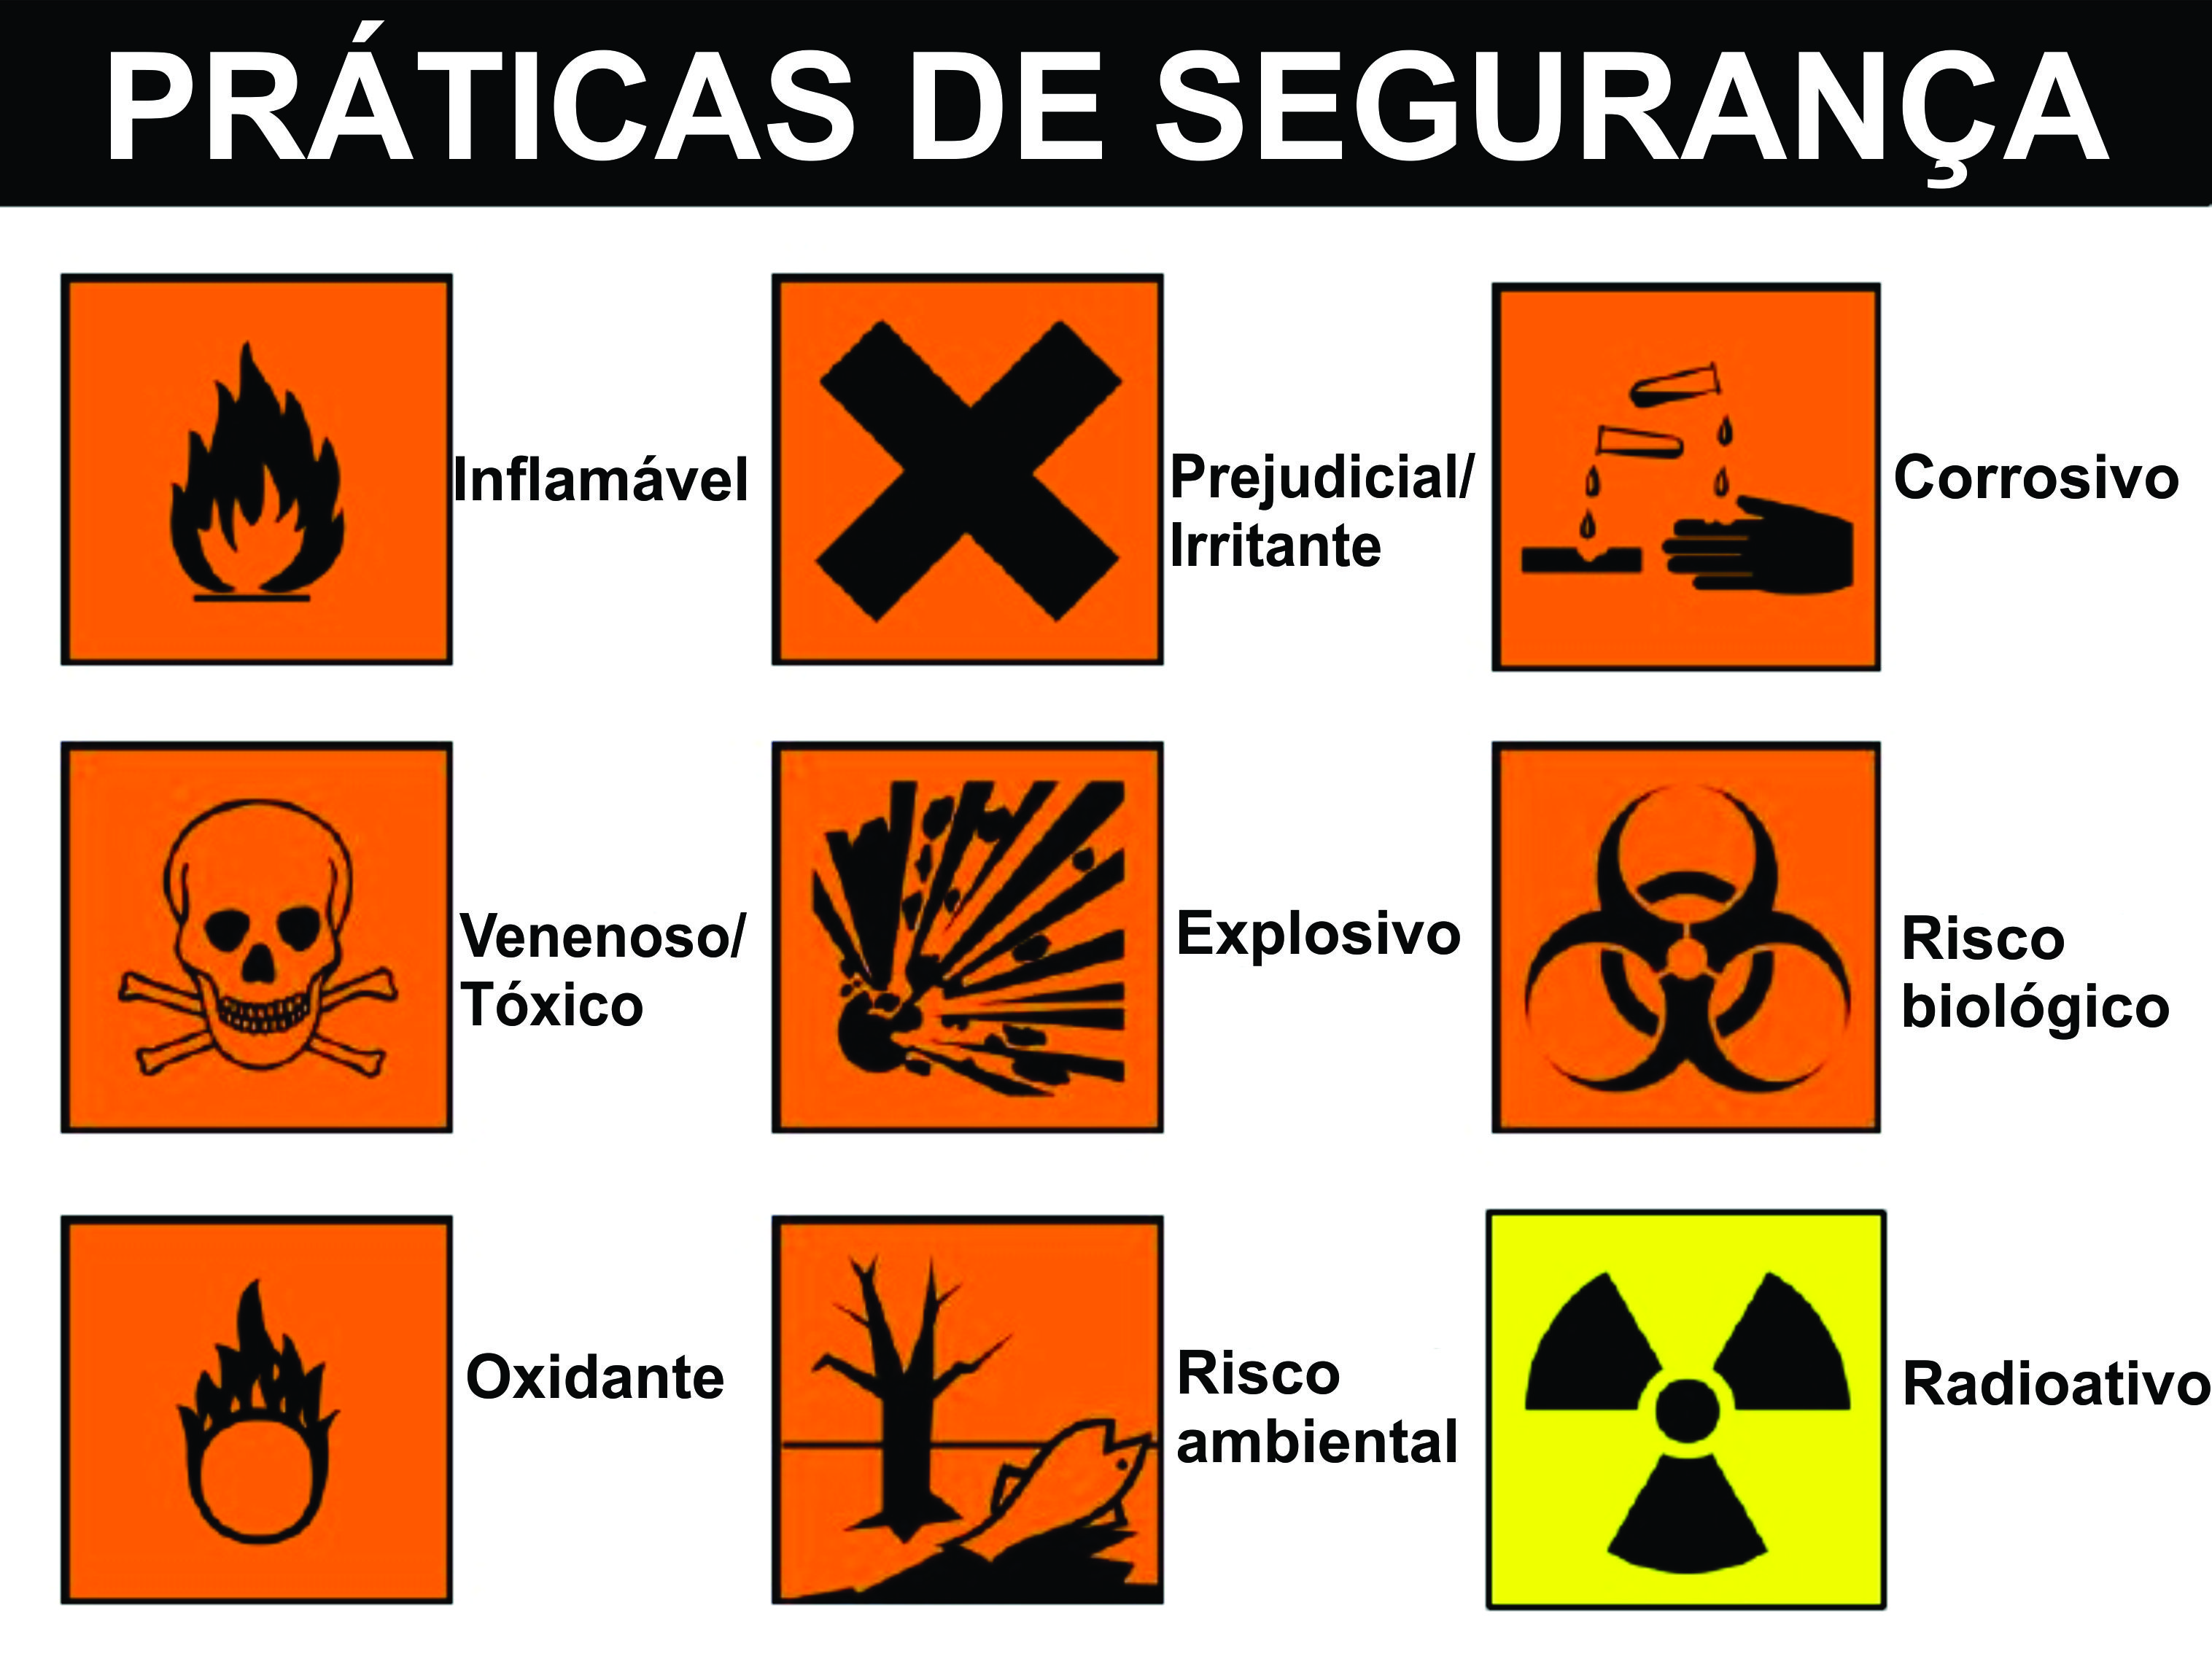 PRÁTICAS DE SEGURANÇA
Inflamável
Prejudicial/
Irritante
Corrosivo
Venenoso/
Tóxico
Explosivo
Risco
biológico
Oxidante
Risco
ambiental
Radioativo